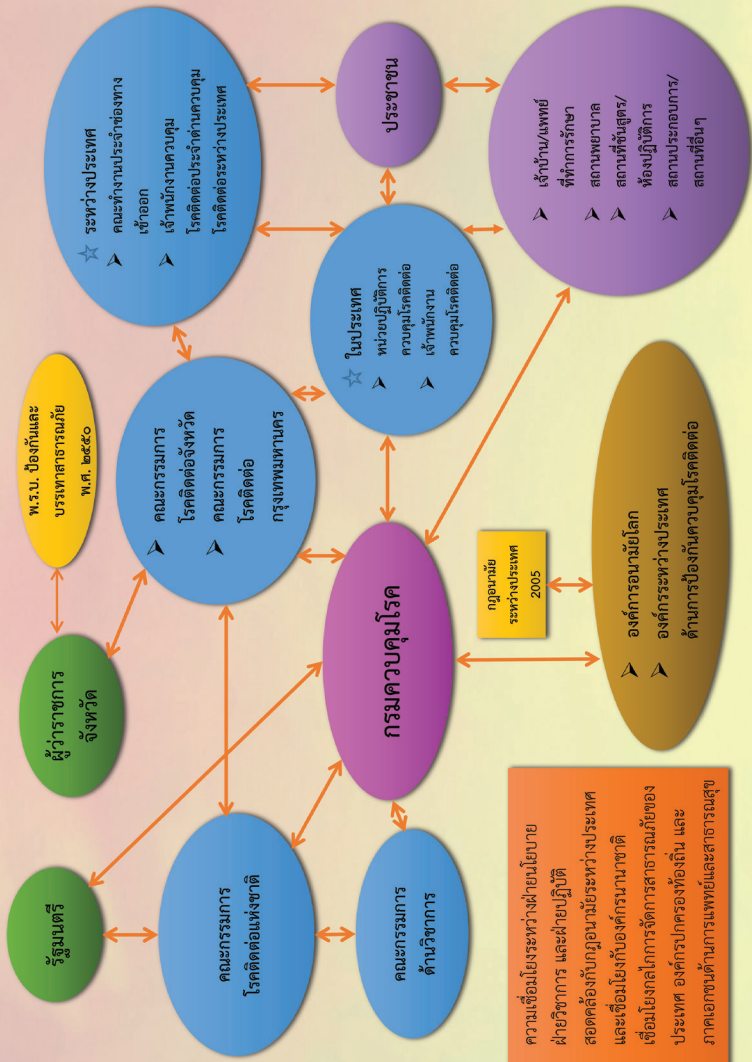 รัฐมนตรี
ผู้ว่าราชการ
จังหวัด
พ.ร.บ. ป้องกันและ
บรรเทาสาธารณภัย
พ.ศ. ๒๕๕๐
☆ ระหว่างประเทศ
➤ คณะทำงานประจำช่องทาง
เข้าออก
➤ เจ้าพนักงานควบคุม
โรคติดต่อประจำด่านควบคุม
โรคติดต่อระหว่างประเทศ
คณะกรรมการ
โรคติดต่อแห่งชาติ
➤ คณะกรรมการ
โรคติดต่อจังหวัด
➤ คณะกรรมการ
โรคติดต่อ
กรุงเทพมหานคร
ประชาชน
☆ ในประเทศ
➤ หน่วยปฏิบัติการ
ควบคุมโรคติดต่อ
➤ เจ้าพนักงาน
ควบคุมโรคติดต่อ
กรมควบคุมโรค
คณะกรรมการ
ด้านวิชาการ
➤ เจ้าบ้าน/แพทย์
ที่ทำการรักษา
➤ สถานพยาบาล
➤ สถานที่ชันสูตร/
ห้องปฏิบัติการ
➤ สถานประกอบการ/
สถานที่อื่นๆ
กฎอนามัย
ระหว่างประเทศ
2005
➤ องค์การอนามัยโลก
➤ องค์กรระหว่างประเทศ
ด้านการป้องกันควบคุมโรคติดต่อ
ความเชื่อมโยงระหว่างฝ่ายนโยบาย
ฝ่ายวิชาการ และฝ่ายปฏิบัติ
สอดคล้องกับกฎอนามัยระหว่างประเทศ
และเชื่อมโยงกับองค์กรนานาชาติ
เชื่อมโยงกลไกการจัดการสาธารณภัยของ
ประเทศ องค์กรปกครองท้องถิ่น และ
ภาคเอกชนด้านการแพทย์และสาธารณสุข